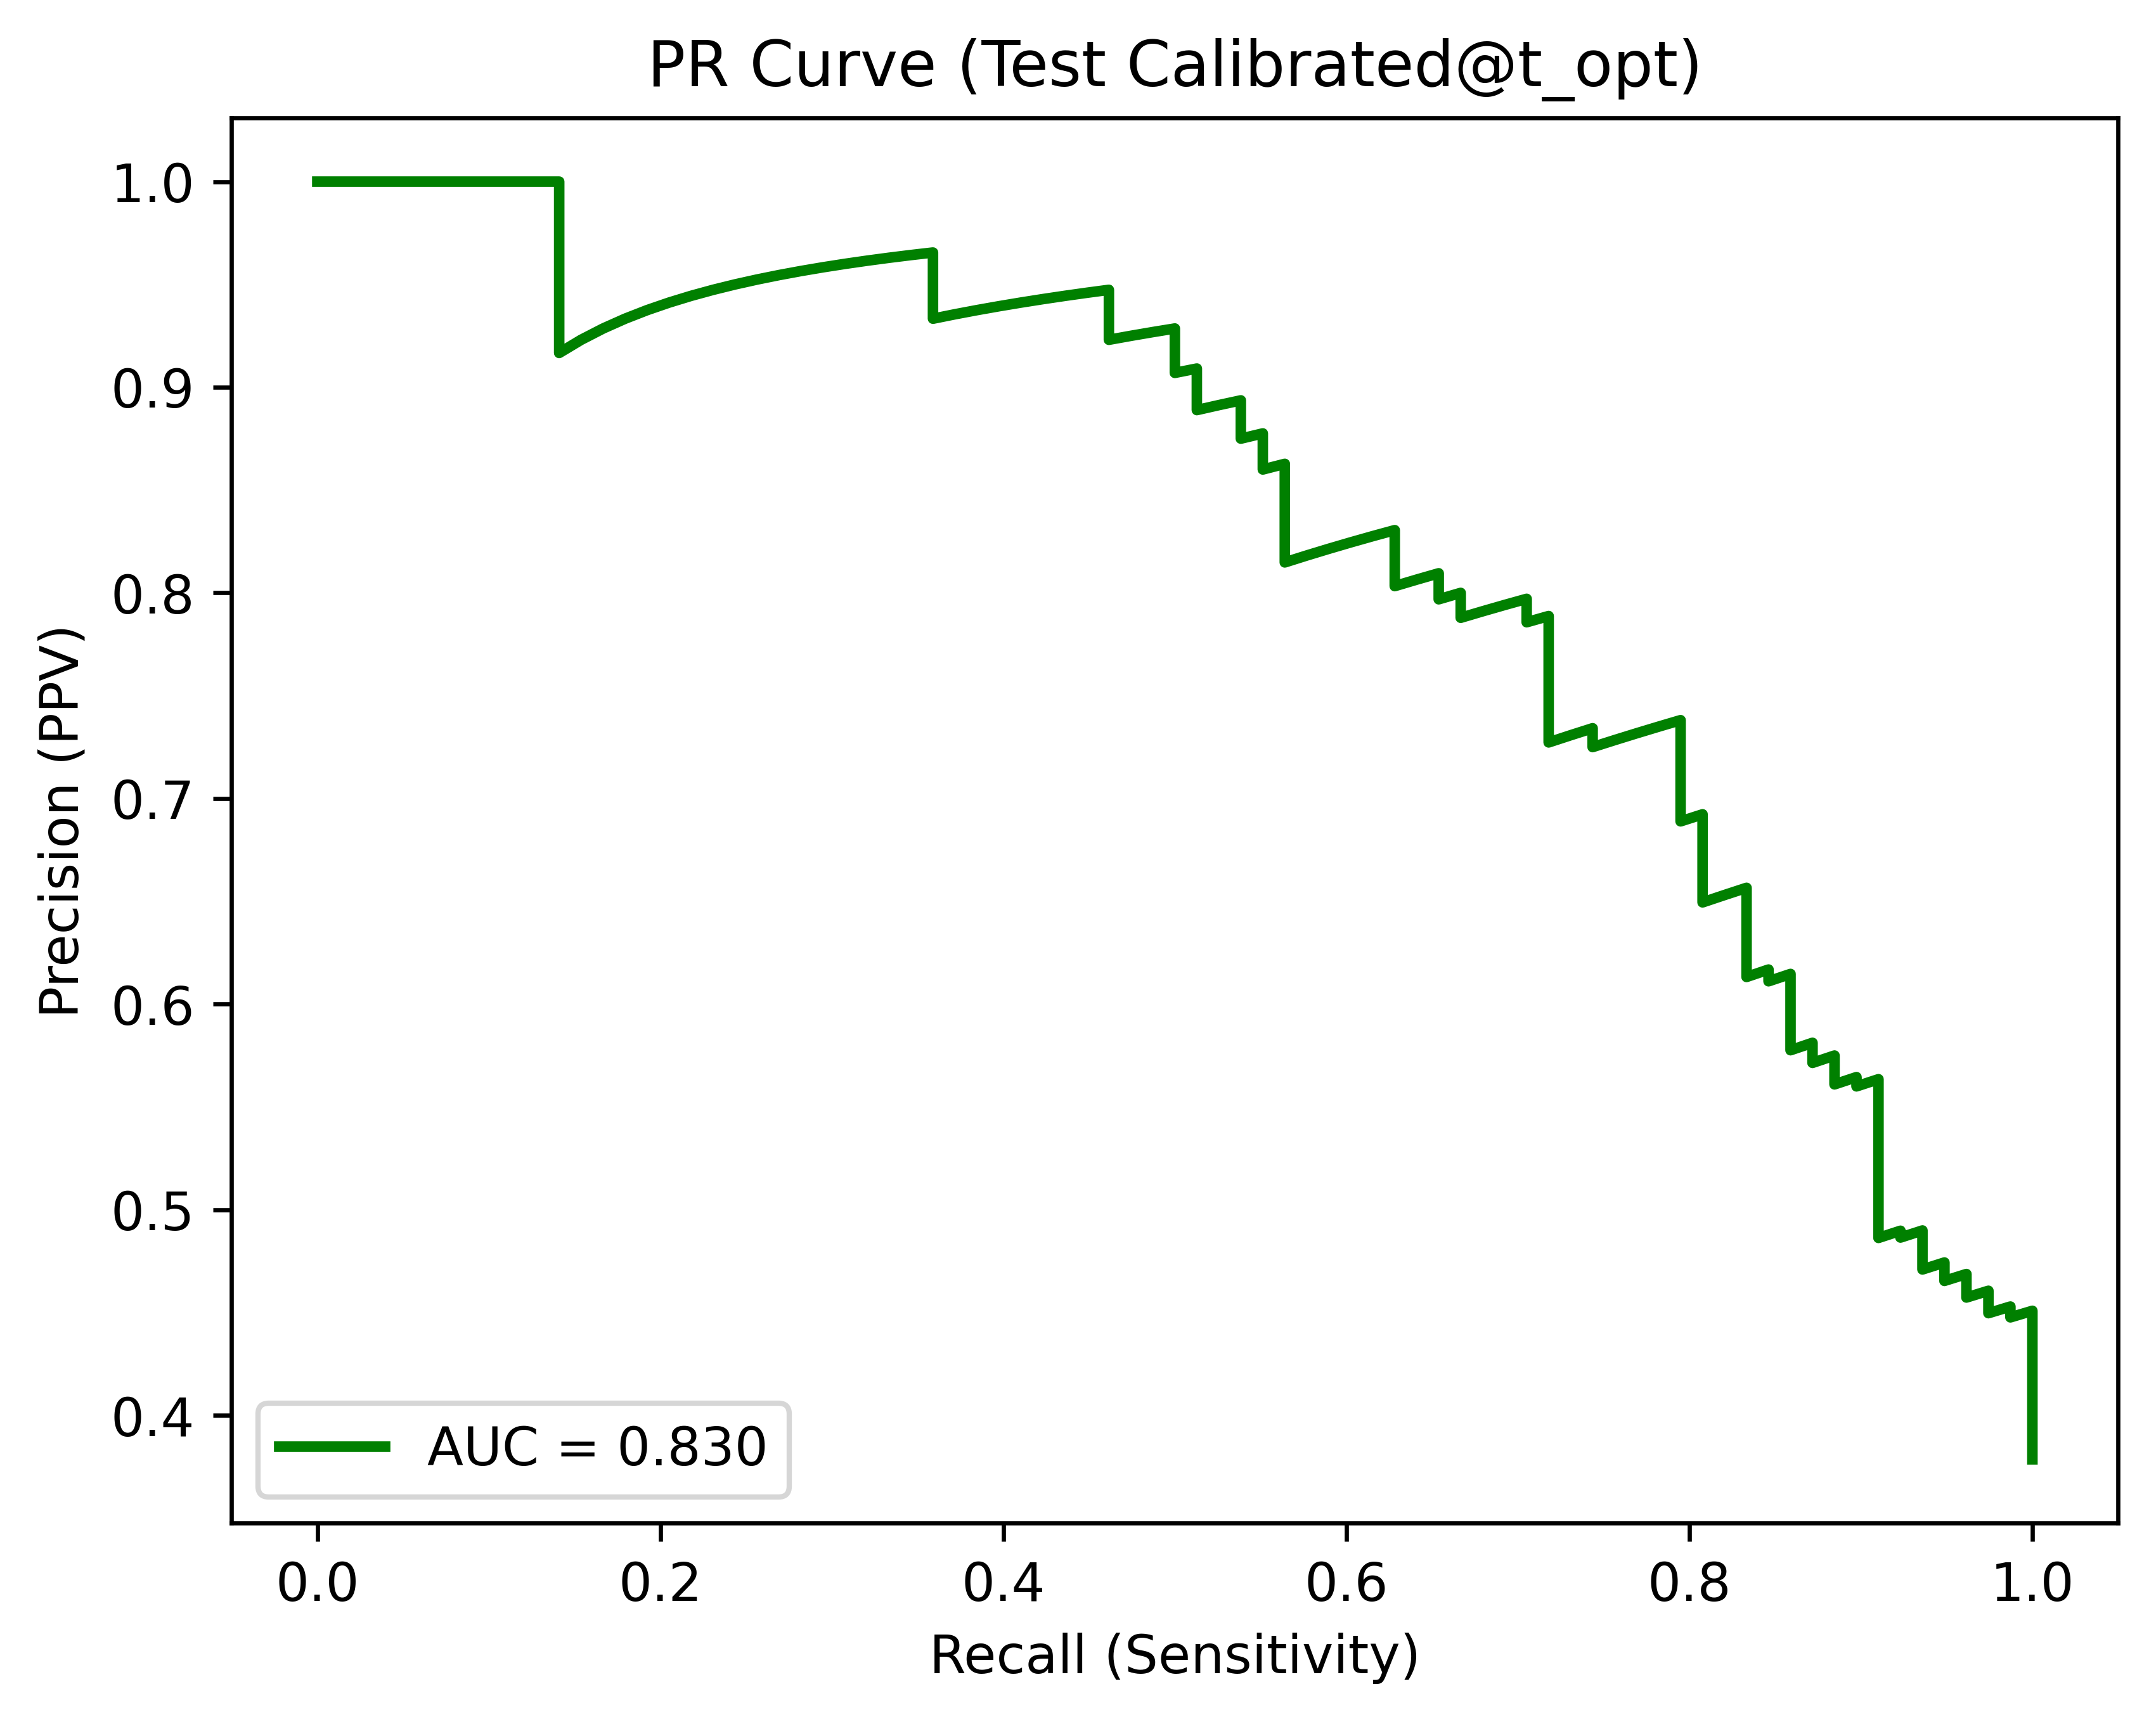 PR Curve (Test Calibrated@t_opt)
1.0
0.9
0.8
0.7
0.6
0.5
0.4
Precision (PPV)
AUC = 0.830
0.0 0.2 0.4 0.6 0.8 1.0
Recall (Sensitivity)